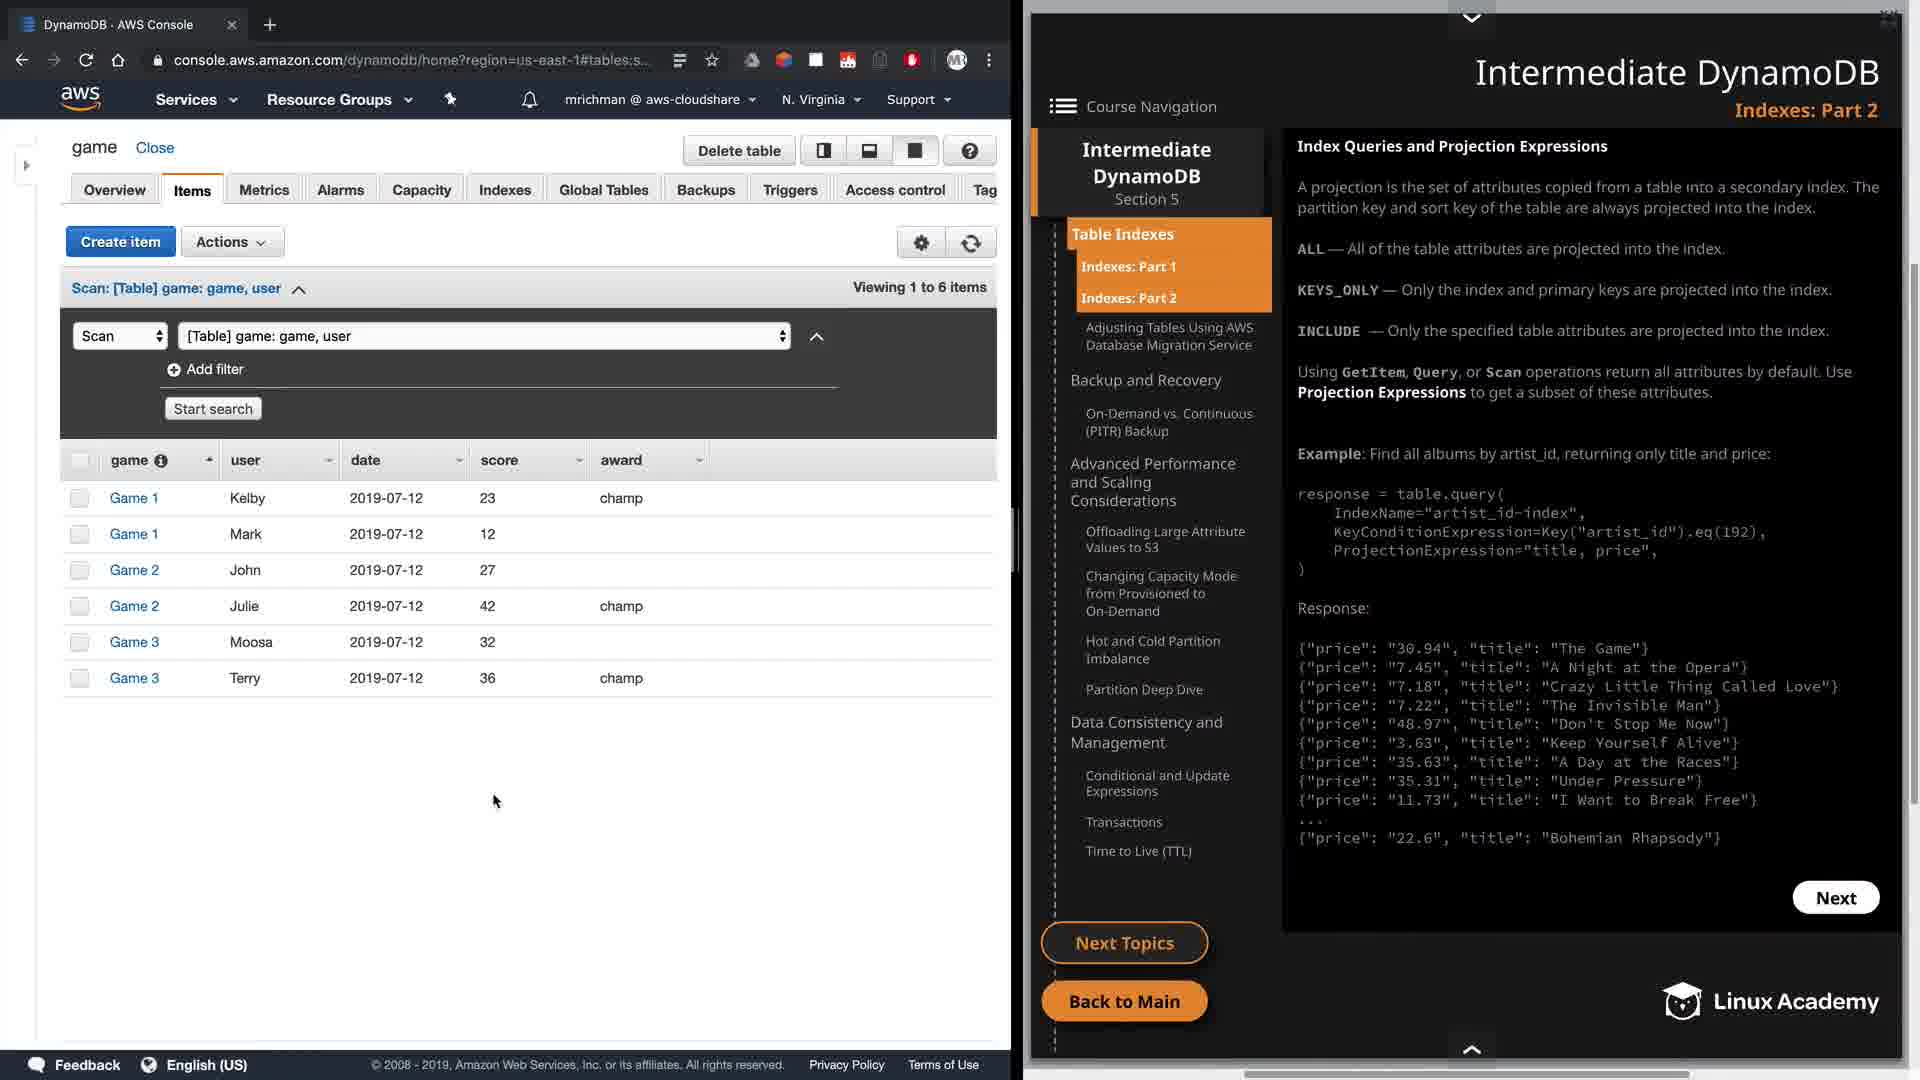 DynamoDB · AWS Console
console.aws.amazon.com/dynamodb/home?region=us-east-1#tables:s...
aws
Services
Resource Groups
mrichman @ aws-cloudshare
N. Virginia
Support
game
Close
Delete table
Overview
Items
Metrics
Alarms
Capacity
Indexes
Global Tables
Backups
Triggers
Access control
Tag
Create item
Actions
Scan: [Table] game: game, user
Viewing 1 to 6 items
Scan
[Table] game: game, user
Add filter
Start search
game user date score award
Game 1 Kelby 2019-07-12 23 champ
Game 1 Mark 2019-07-12 12
Game 2 John 2019-07-12 27
Game 2 Julie 2019-07-12 42 champ
Game 3 Moosa 2019-07-12 32
Game 3 Terry 2019-07-12 36 champ
Feedback
English (US)
© 2008 - 2019, Amazon Web Services, Inc. or its affiliates. All rights reserved.
Privacy Policy
Terms of Use
Intermediate DynamoDB
Indexes: Part 2
Course Navigation
Intermediate
DynamoDB
Section 5
Table Indexes
Indexes: Part 1
Indexes: Part 2
Adjusting Tables Using AWS
Database Migration Service
Backup and Recovery
On-Demand vs. Continuous
(PITR) Backup
Advanced Performance
and Scaling
Considerations
Offloading Large Attribute
Values to S3
Changing Capacity Mode
from Provisioned to
On-Demand
Hot and Cold Partition
Imbalance
Partition Deep Dive
Data Consistency and
Management
Conditional and Update
Expressions
Transactions
Time to Live (TTL)
Next Topics
Back to Main
Index Queries and Projection Expressions
A projection is the set of attributes copied from a table into a secondary index. The
partition key and sort key of the table are always projected into the index.
ALL — All of the table attributes are projected into the index.
KEYS_ONLY — Only the index and primary keys are projected into the index.
INCLUDE — Only the specified table attributes are projected into the index.
Using GetItem, Query, or Scan operations return all attributes by default. Use
Projection Expressions to get a subset of these attributes.
Example: Find all albums by artist_id, returning only title and price:
response = table.query(
IndexName="artist_id-index",
KeyConditionExpression=Key("artist_id").eq(192),
ProjectionExpression="title, price",
)
Response:
{"price": "30.94", "title": "The Game"}
{"price": "7.45", "title": "A Night at the Opera"}
{"price": "7.18", "title": "Crazy Little Thing Called Love"}
{"price": "7.22", "title": "The Invisible Man"}
{"price": "48.97", "title": "Don't Stop Me Now"}
{"price": "3.63", "title": "Keep Yourself Alive"}
{"price": "35.63", "title": "A Day at the Races"}
{"price": "35.31", "title": "Under Pressure"}
{"price": "11.73", "title": "I Want to Break Free"}
...
{"price": "22.6", "title": "Bohemian Rhapsody"}
Next
Linux Academy